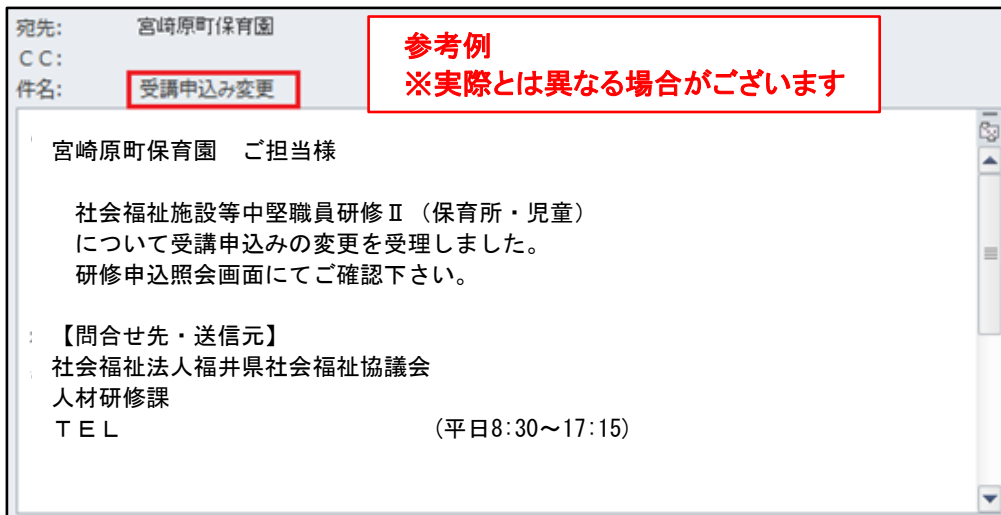 宛先: 宮崎原町保育園
CC:
件名: 受講申込み変更
参考例
※実際とは異なる場合がございます
宮崎原町保育園　ご担当様
社会福祉施設等中堅職員研修Ⅱ（保育所・児童）
について受講申込みの変更を受理しました。
研修申込照会画面にてご確認下さい。
【問合せ先・送信元】
社会福祉法人福井県社会福祉協議会
人材研修課
ＴＥＬ　(平日8:30～17:15)